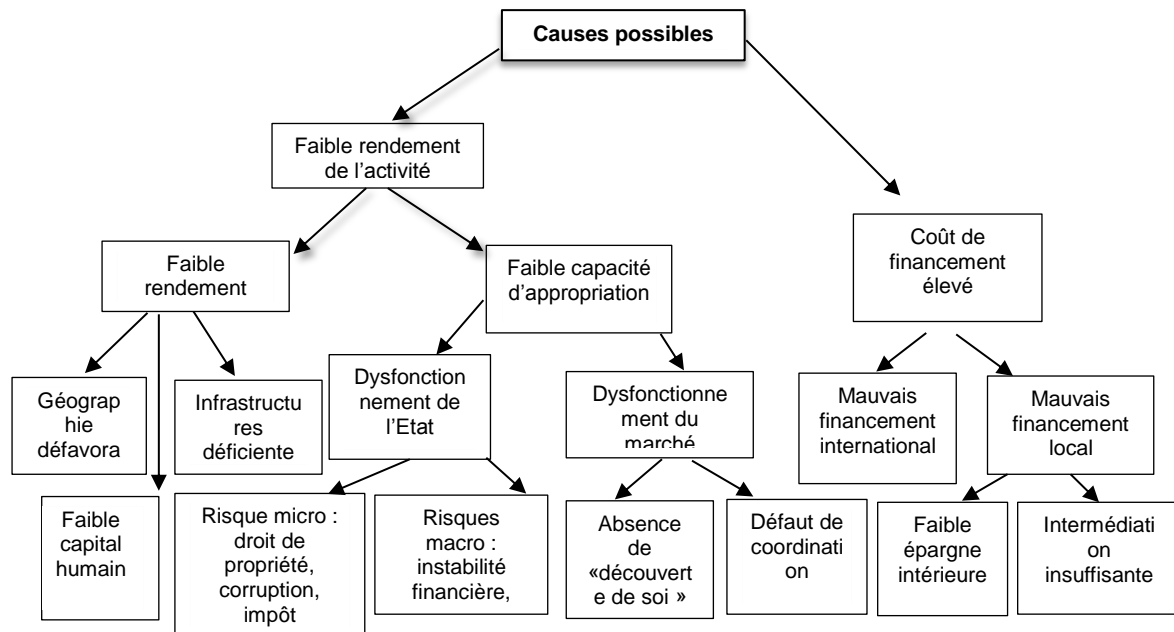 Causes possibles
Faible rendement
de l’activité
Faible
rendement
Faible capacité
d’appropriation
Coût de
financement
élevé
Géograp
hie
défavora
Infrastructu
res
déficiente
Dysfonction
nement de
l’Etat
Dysfonctionne
ment du
marché
Mauvais
financement
international
Mauvais
financement
local
Faible
capital
humain
Risque micro :
droit de
propriété,
corruption,
impôt
Risques
macro :
instabilité
financière,
Absence
de
«découvert
e de soi »
Défaut de
coordinati
on
Faible
épargne
intérieure
Intermédiati
on
insuffisante